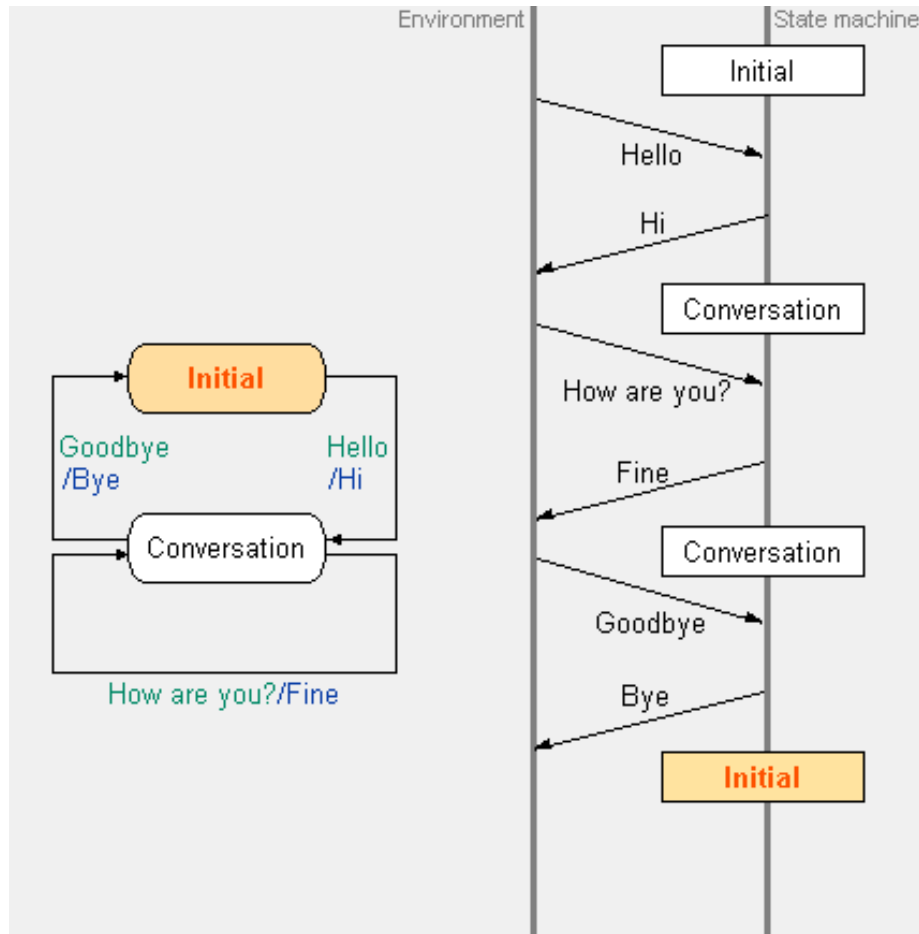 Environment
State machine
Initial
Hello
Hi
Conversation
How are you?
Fine
Conversation
Goodbye
Bye
Initial
Initial
Goodbye
/Bye
Hello
/Hi
Conversation
How are you?/Fine